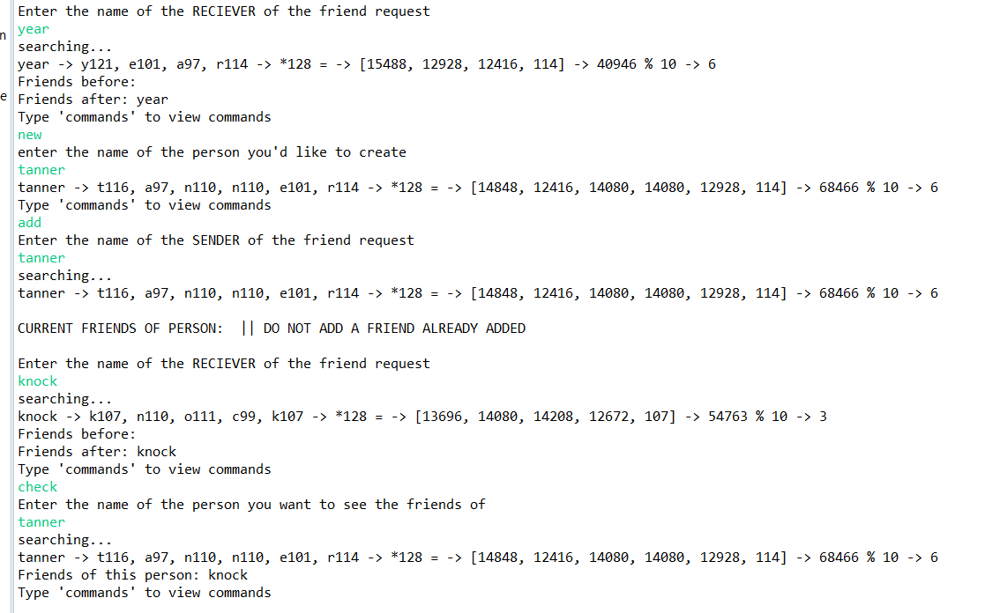 Enter the name of the RECIEVER of the friend request
n year
searching...
year -> y121, e101, a97, r114 -> *128 = -> [15488, 12928, 12416, 114] -> 40946 % 10 -> 6
Friends before:
e Friends after: year
Type 'commands' to view commands
new
enter the name of the person you'd like to create
tanner
tanner -> t116, a97, n110, n110, e101, r114 -> *128 = -> [14848, 12416, 14080, 14080, 12928, 114] -> 68466 % 10 -> 6
Type 'commands' to view commands
add
Enter the name of the SENDER of the friend request
tanner
searching...
tanner -> t116, a97, n110, n110, e101, r114 -> *128 = -> [14848, 12416, 14080, 14080, 12928, 114] -> 68466 % 10 -> 6
CURRENT FRIENDS OF PERSON:  || DO NOT ADD A FRIEND ALREADY ADDED
Enter the name of the RECIEVER of the friend request
knock
searching...
knock -> k107, n110, o111, c99, k107 -> *128 = -> [13696, 14080, 14208, 12672, 107] -> 54763 % 10 -> 3
Friends before:
Friends after: knock
Type 'commands' to view commands
check
Enter the name of the person you want to see the friends of
tanner
searching...
tanner -> t116, a97, n110, n110, e101, r114 -> *128 = -> [14848, 12416, 14080, 14080, 12928, 114] -> 68466 % 10 -> 6
Friends of this person: knock
Type 'commands' to view commands